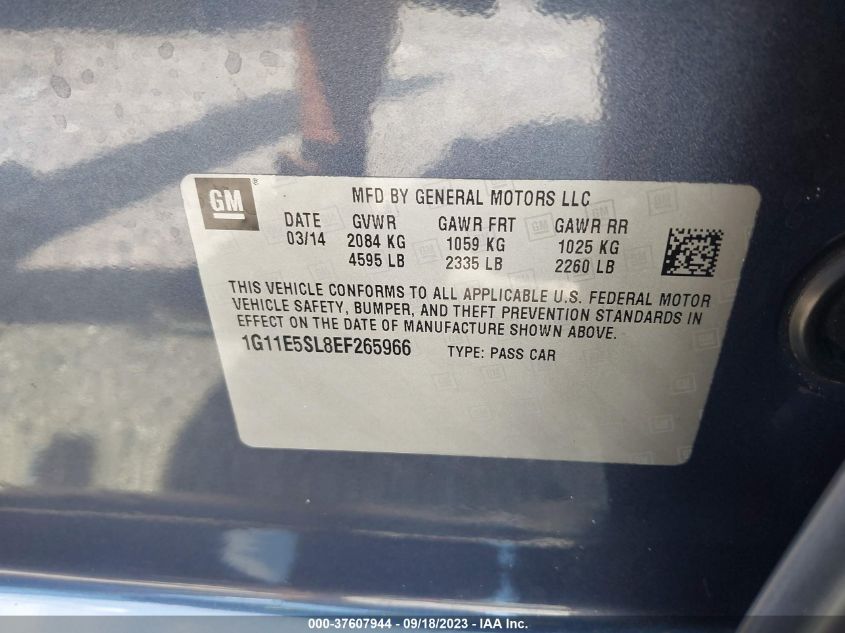 GM ® MFD BY GENERAL MOTORS LLC
DATE GVWR GAWR FRT GAWR RR
03/14 2084 KG 1059 KG 1025 KG
4595 LB 2335 LB 2260 LB
THIS VEHICLE CONFORMS TO ALL APPLICABLE U.S. FEDERAL MOTOR
VEHICLE SAFETY, BUMPER, AND THEFT PREVENTION STANDARDS IN
EFFECT ON THE DATE OF MANUFACTURE SHOWN ABOVE.
1G11E5SL8EF265966 TYPE: PASS CAR
000-37607944 - 09/18/2023 - IAA Inc.